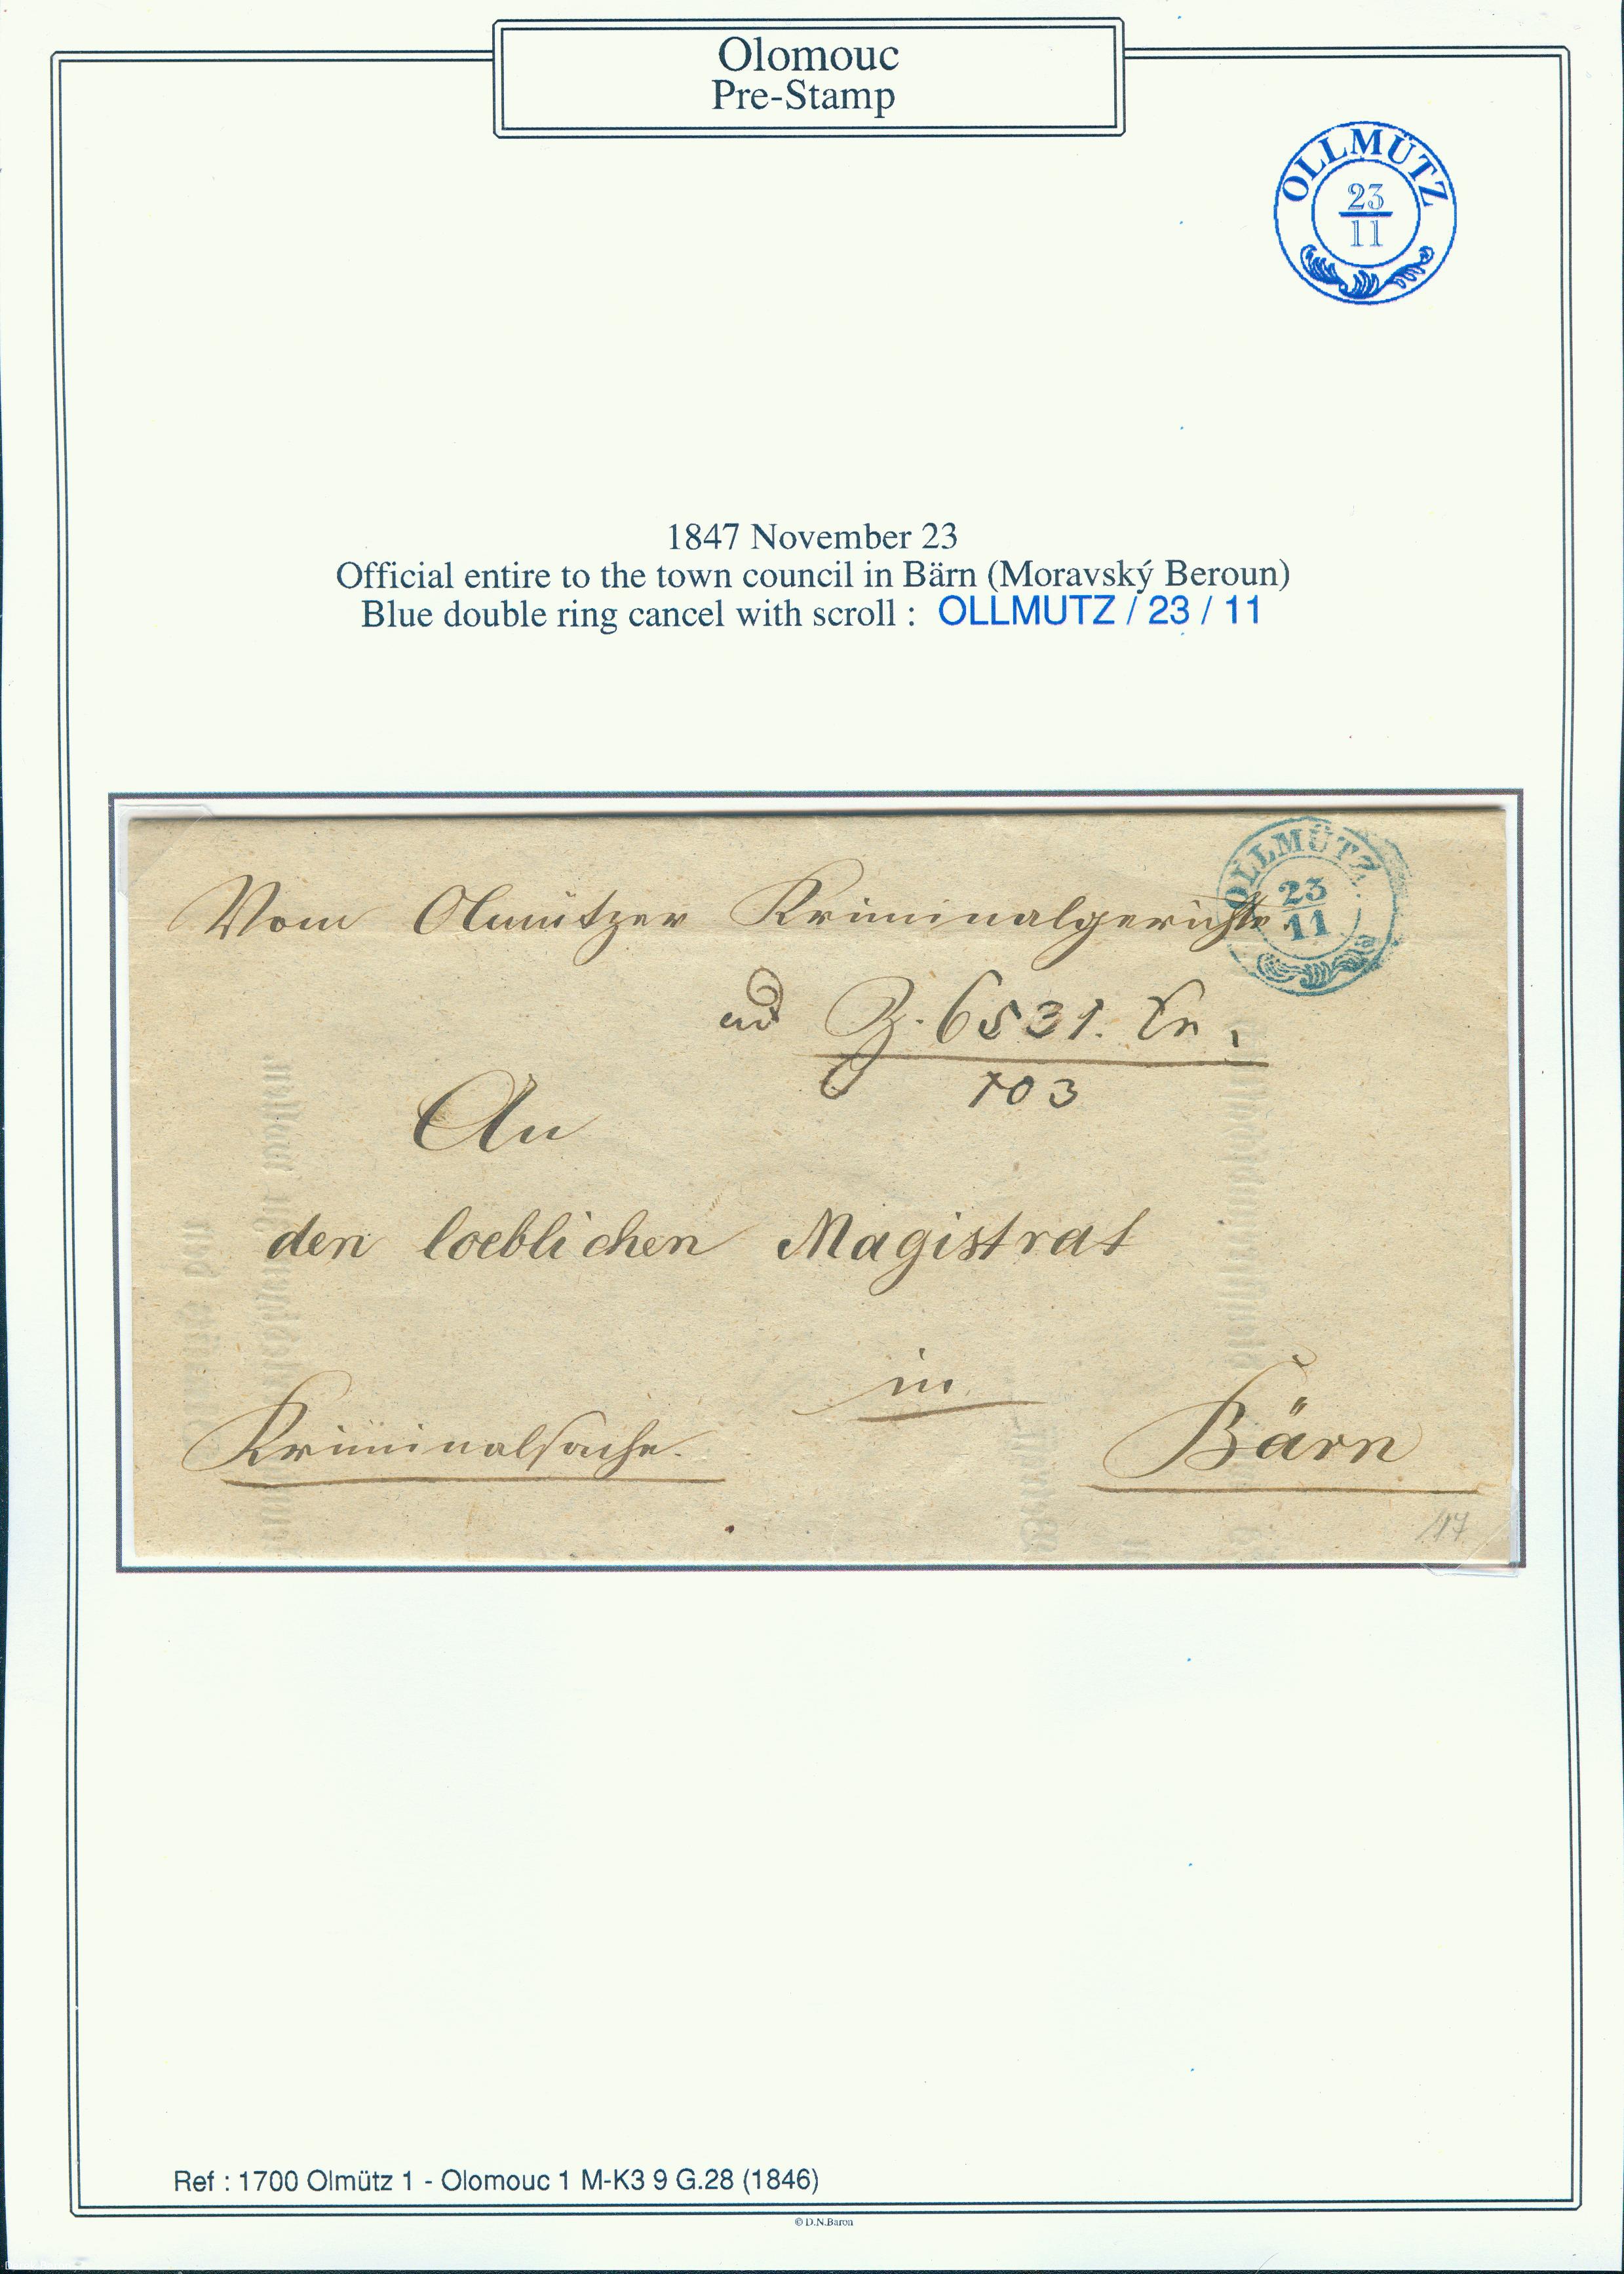 Olomouc
Pre-Stamp
OLLMÜTZ
23
11
1847 November 23
Official entire to the town council in Bärn (Moravský Beroun)
Blue double ring cancel with scroll : OLLMUTZ / 23 / 11
OLLMÜTZ
23
11
Vom Olmützer Kriminalgerichte.
ad Z. 6531. Cr.
103
An
den loeblichen Magistrat
in
Kriminalsache.
Bärn
Ref : 1700 Olmütz 1 - Olomouc 1 M-K3 9 G.28 (1846)
© D.N.Baron